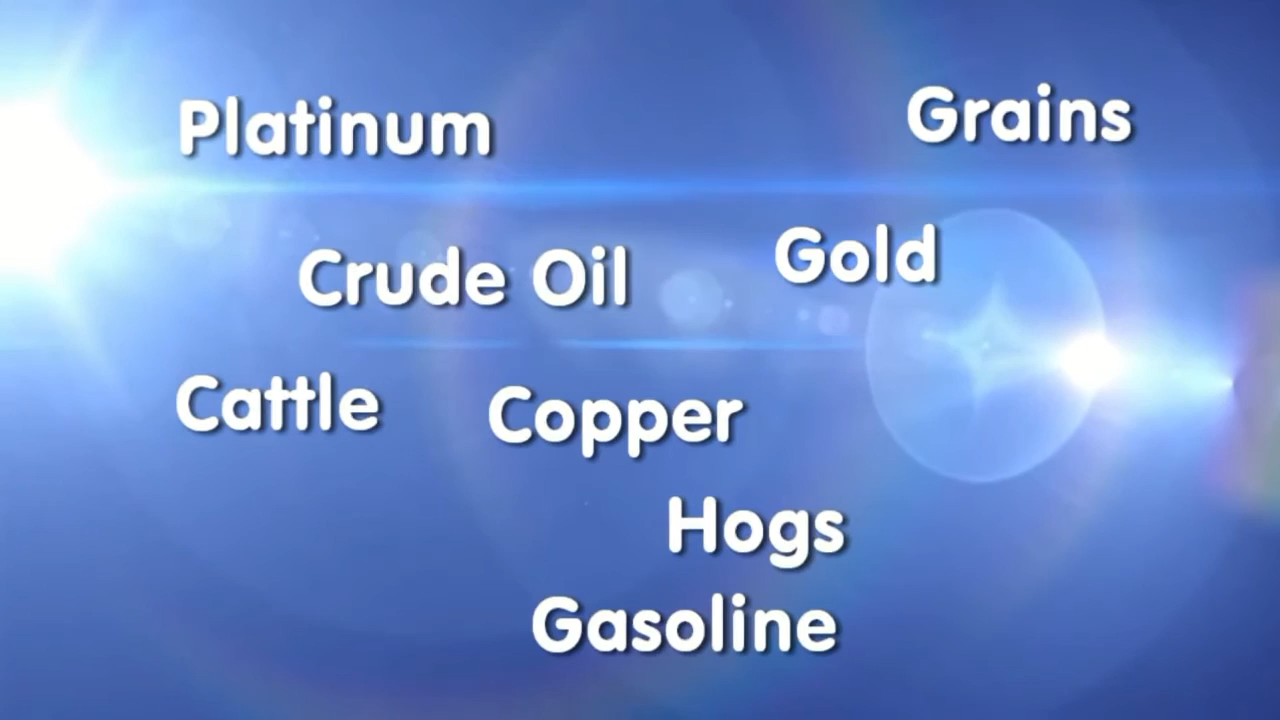 Platinum
Grains
Crude Oil
Gold
Cattle
Copper
Hogs
Gasoline